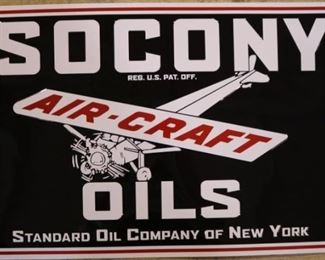 SOCONY
REG. U.S. PAT. OFF.
AIR-CRAFT
OILS
STANDARD OIL COMPANY OF NEW YORK